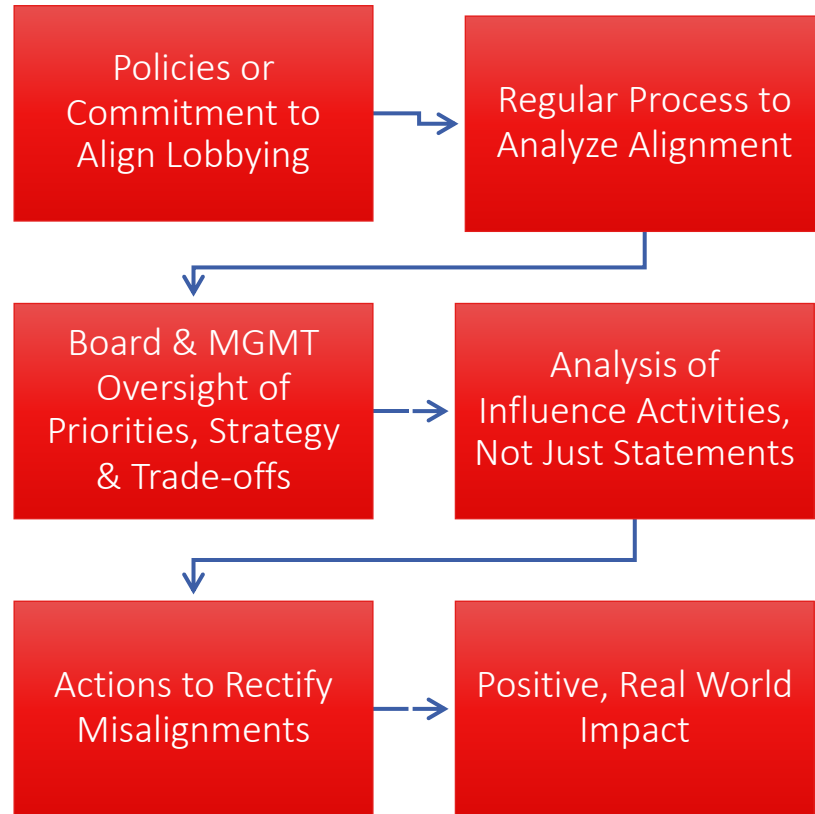 Policies or
Commitment to
Align Lobbying
Regular Process to
Analyze Alignment
Board & MGMT
Oversight of
Priorities, Strategy
& Trade-offs
Analysis of
Influence Activities,
Not Just Statements
Actions to Rectify
Misalignments
Positive, Real World
Impact